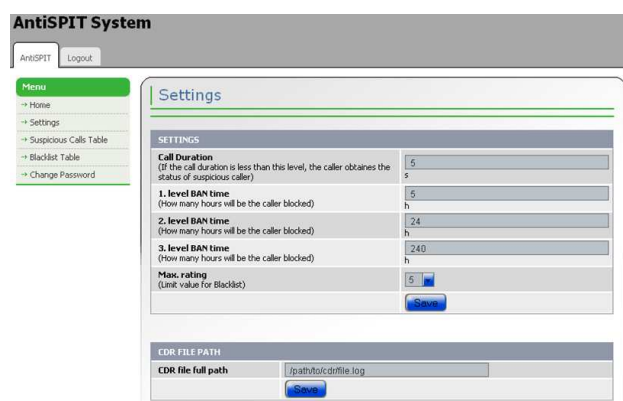 AntiSPIT System
AntiSPIT
Logout
Menu
→ Home
→ Settings
→ Suspicious Calls Table
→ Blacklist Table
→ Change Password
Settings
SETTINGS
Call Duration
(If the call duration is less than this level, the caller obtaines the
status of suspicious caller)
5
s
1. level BAN time
(How many hours will be the caller blocked)
5
h
2. level BAN time
(How many hours will be the caller blocked)
24
h
3. level BAN time
(How many hours will be the caller blocked)
240
h
Max. rating
(Limit value for Blacklist)
5
Save
CDR FILE PATH
CDR file full path
/path/to/cdr/file.log
Save